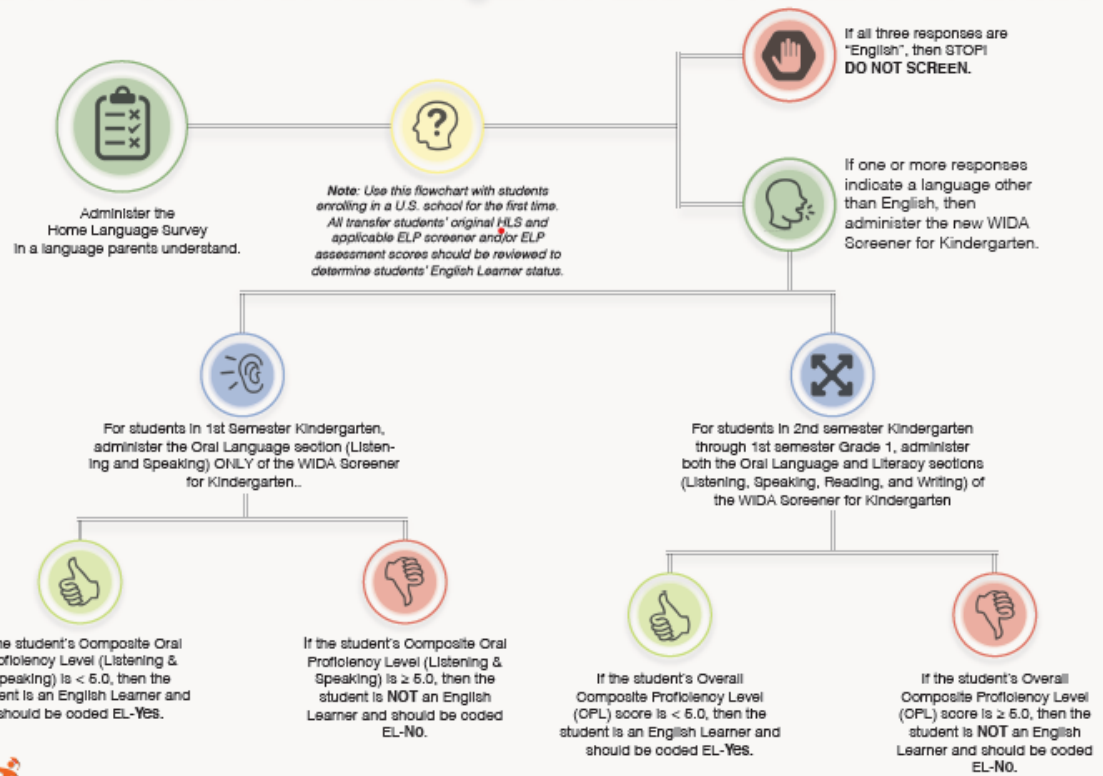 If all three responses are
"English", then STOP!
DO NOT SCREEN.
Administer the
Home Language Survey
in a language parents understand.
?
Note: Use this flowchart with students
enrolling in a U.S. school for the first time.
All transfer students' original HLS and
applicable ELP screener and/or ELP
assessment scores should be reviewed to
determine students' English Learner status.
If one or more responses
indicate a language other
than English, then
administer the new WIDA
Screener for Kindergarten.
For students in 1st Semester Kindergarten,
administer the Oral Language section (Listen-
ing and Speaking) ONLY of the WIDA Screener
for Kindergarten..
For students in 2nd semester Kindergarten
through 1st semester Grade 1, administer
both the Oral Language and Literacy sections
(Listening, Speaking, Reading, and Writing) of
the WIDA Screener for Kindergarten
he student's Composite Oral
oficiency Level (Listening &
peaking) is < 5.0, then the
ent is an English Learner and
should be coded EL-Yes.
If the student's Composite Oral
Proficiency Level (Listening &
Speaking) is ≥ 5.0, then the
student is NOT an English
Learner and should be coded
EL-No.
If the student's Overall
Composite Proficiency Level
(CPL) score is < 5.0, then the
student is an English Learner and
should be coded EL-Yes.
If the student's Overall
Composite Proficiency Level
(CPL) score is ≥ 5.0, then the
student is NOT an English
Learner and should be coded
EL-No.